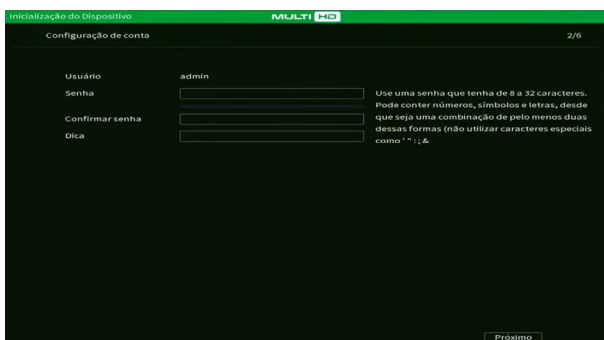 Inicialização do Dispositivo
MULTI HD
Configuração de conta
2/6
Usuário
admin
Senha
Use uma senha que tenha de 8 a 32 caracteres.
Pode conter números, símbolos e letras, desde
Confirmar senha
que seja uma combinação de pelo menos duas
dessas formas (não utilizar caracteres especiais
Dica
como ' " : ; &
Próximo